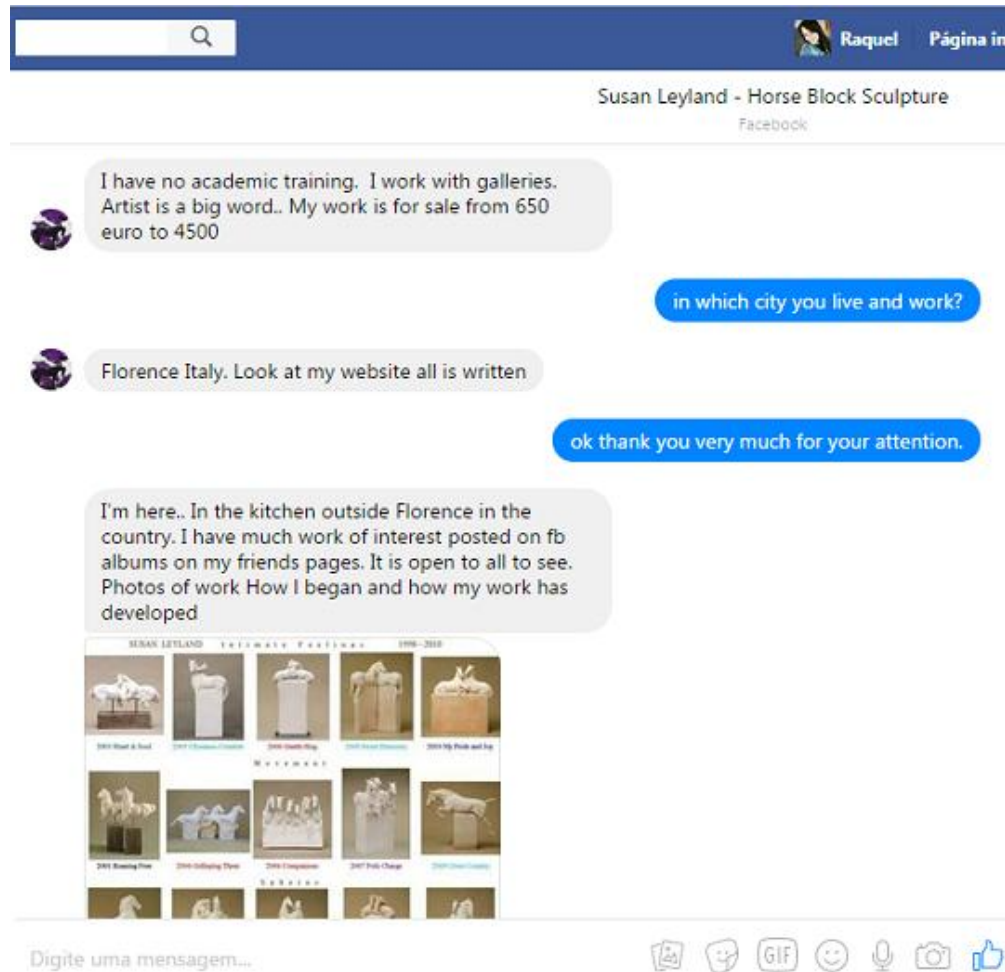 Raquel
Página in
Susan Leyland - Horse Block Sculpture
Facebook
I have no academic training. I work with galleries.
Artist is a big word.. My work is for sale from 650
euro to 4500
in which city you live and work?
Florence Italy. Look at my website all is written
ok thank you very much for your attention.
I'm here.. In the kitchen outside Florence in the
country. I have much work of interest posted on fb
albums on my friends pages. It is open to all to see.
Photos of work How I began and how my work has
developed
SUSAN LEYLAND Intimate Feelings 1998-2010
Movement
Digite uma mensagem...
GIF